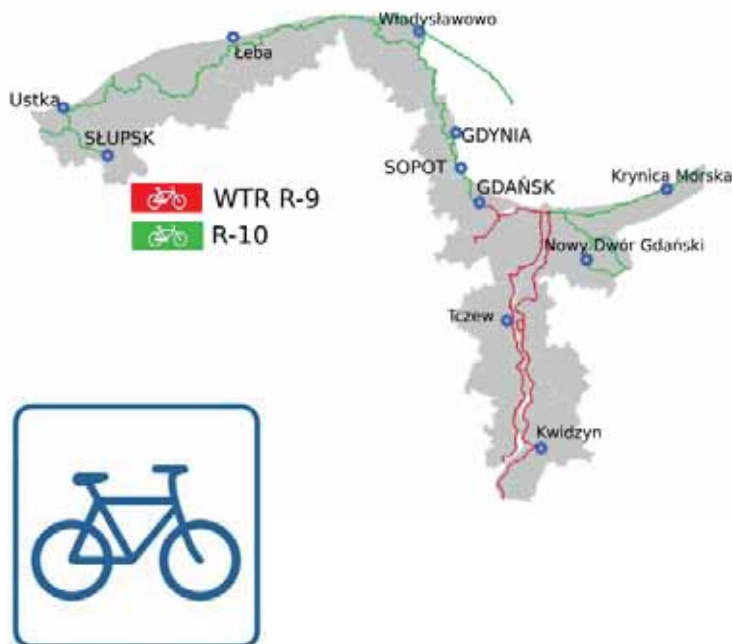 Władysławowo
Łeba
Ustka
SŁUPSK
GDYNIA
SOPOT
GDAŃSK
Krynica Morska
WTR R-9
R-10
Nowy Dwór Gdański
Tczew
Kwidzyn